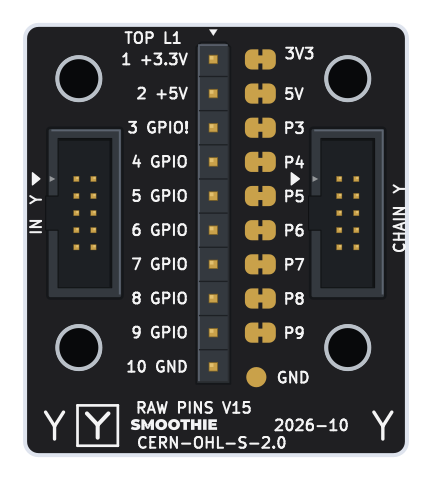 TOP L1
1 +3.3V 3V3
2 +5V 5V
3 GPIO! P3
4 GPIO P4
5 GPIO P5
6 GPIO P6
7 GPIO P7
8 GPIO P8
9 GPIO P9
10 GND GND
IN Y
CHAIN Y
RAW PINS V15
Y Y SMOOTHIE 2026-10 Y
CERN-OHL-S-2.0